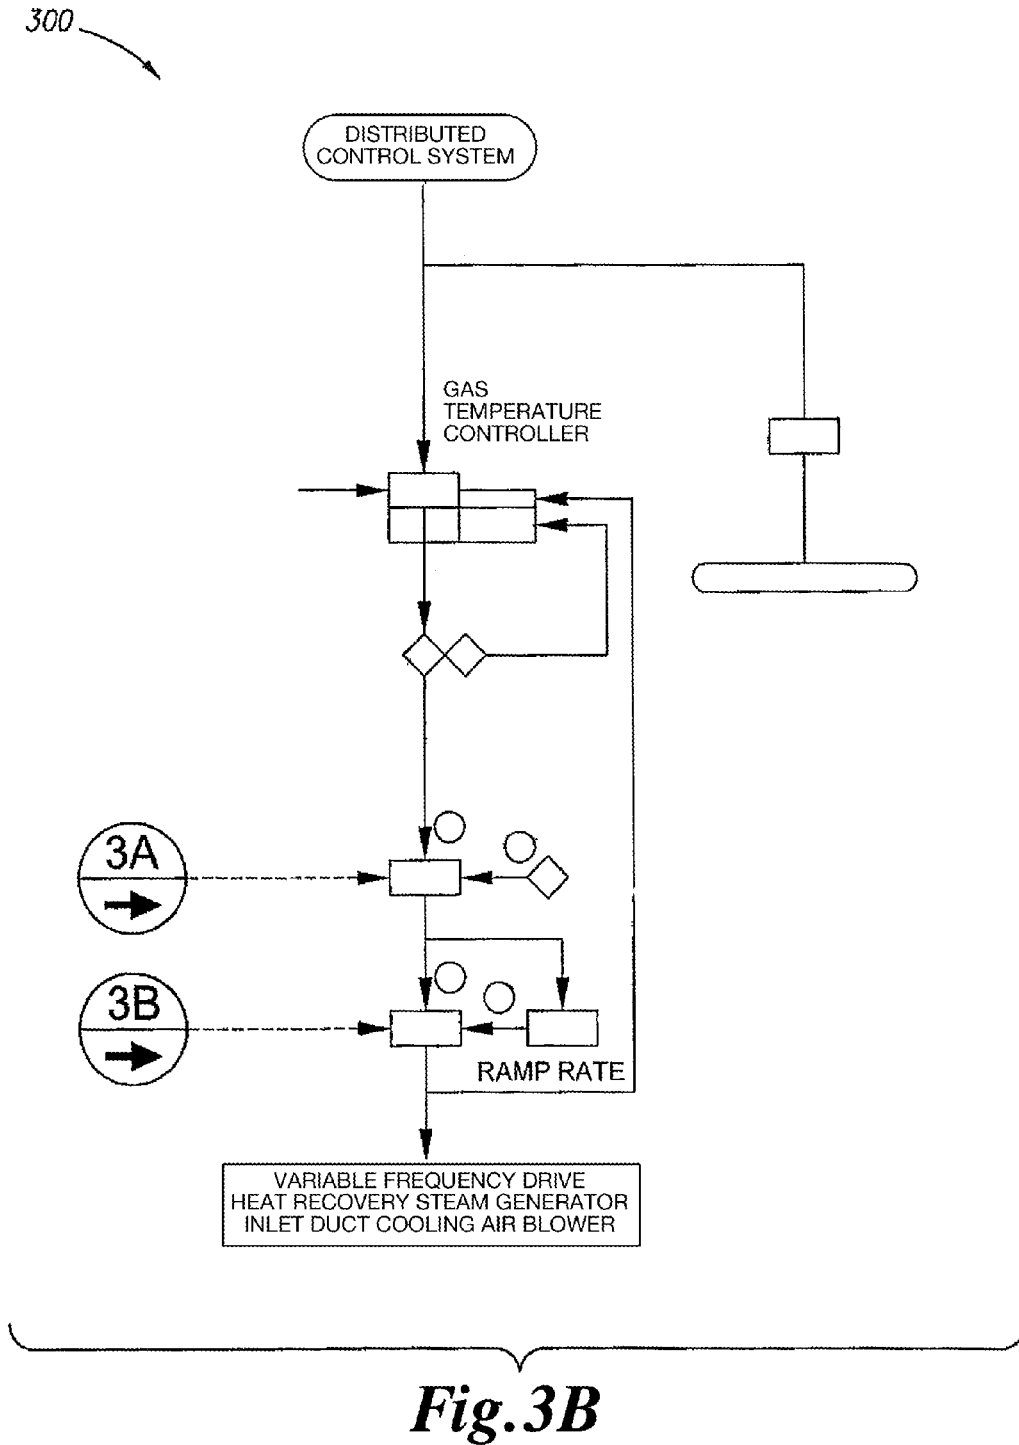 300
DISTRIBUTED
CONTROL SYSTEM
GAS
TEMPERATURE
CONTROLLER
3A
3B
RAMP RATE
VARIABLE FREQUENCY DRIVE
HEAT RECOVERY STEAM GENERATOR
INLET DUCT COOLING AIR BLOWER
Fig.3B